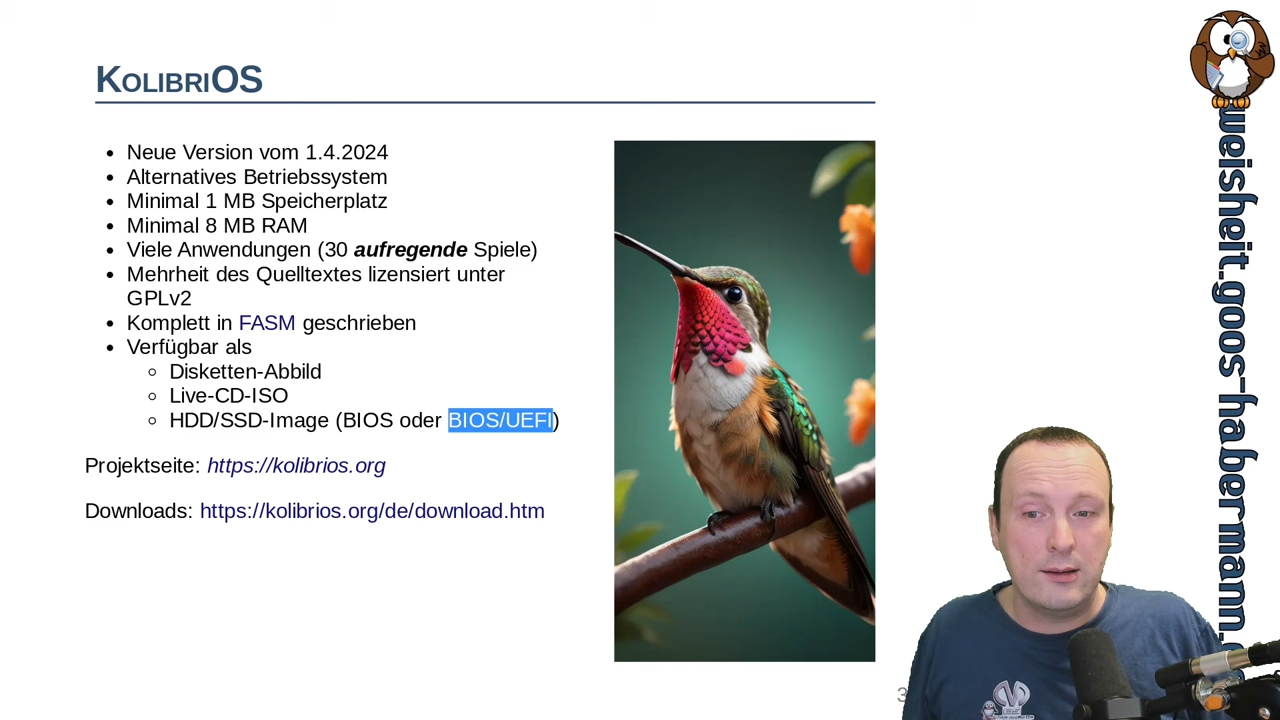 KolibriOS
Neue Version vom 1.4.2024
Alternatives Betriebssystem
Minimal 1 MB Speicherplatz
Minimal 8 MB RAM
Viele Anwendungen (30 aufregende Spiele)
Mehrheit des Quelltextes lizensiert unter
GPLv2
Komplett in FASM geschrieben
Verfügbar als
Disketten-Abbild
Live-CD-ISO
HDD/SSD-Image (BIOS oder BIOS/UEFI)
Projektseite: https://kolibrios.org
Downloads: https://kolibrios.org/de/download.htm
weisheit.goos-habermann.
3